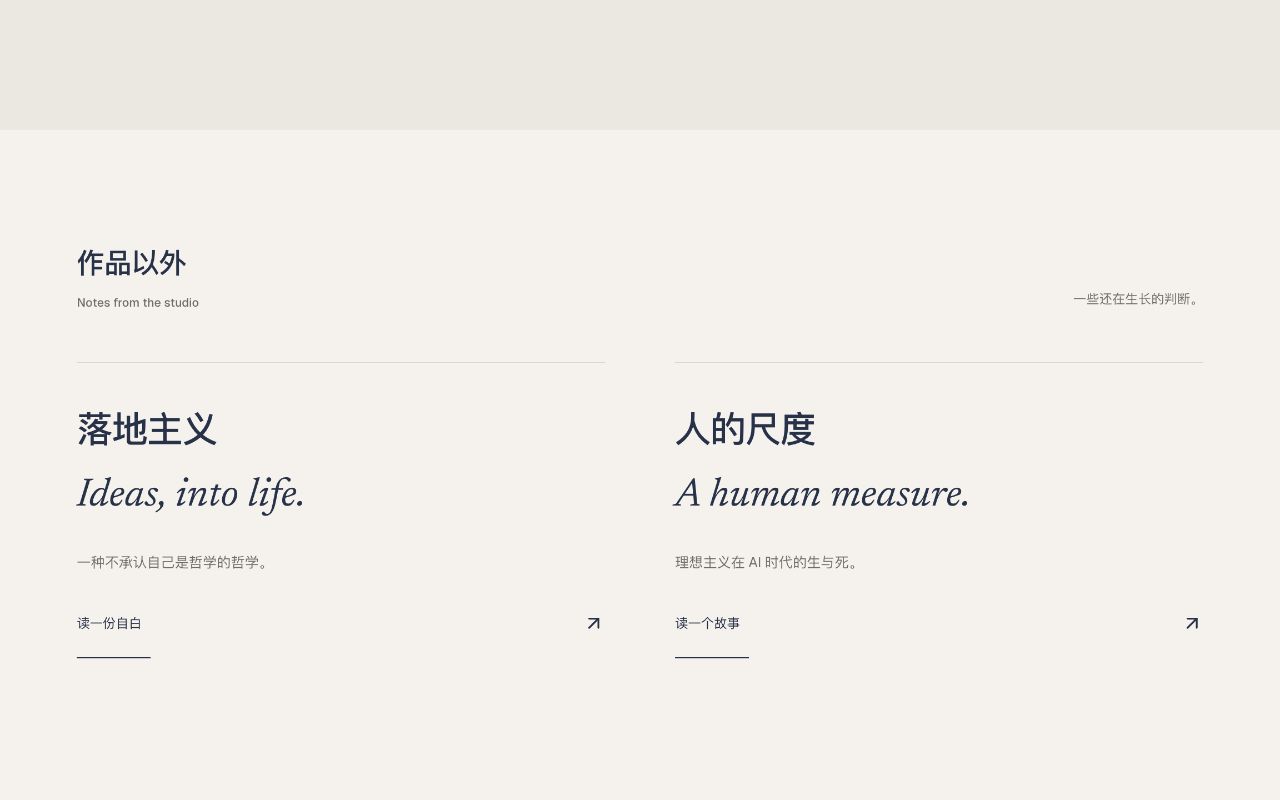 作品以外
Notes from the studio
一些还在生长的判断。
落地主义
Ideas, into life.
一种不承认自己是哲学的哲学。
读一份自白
人的尺度
A human measure.
理想主义在 AI 时代的生与死。
读一个故事